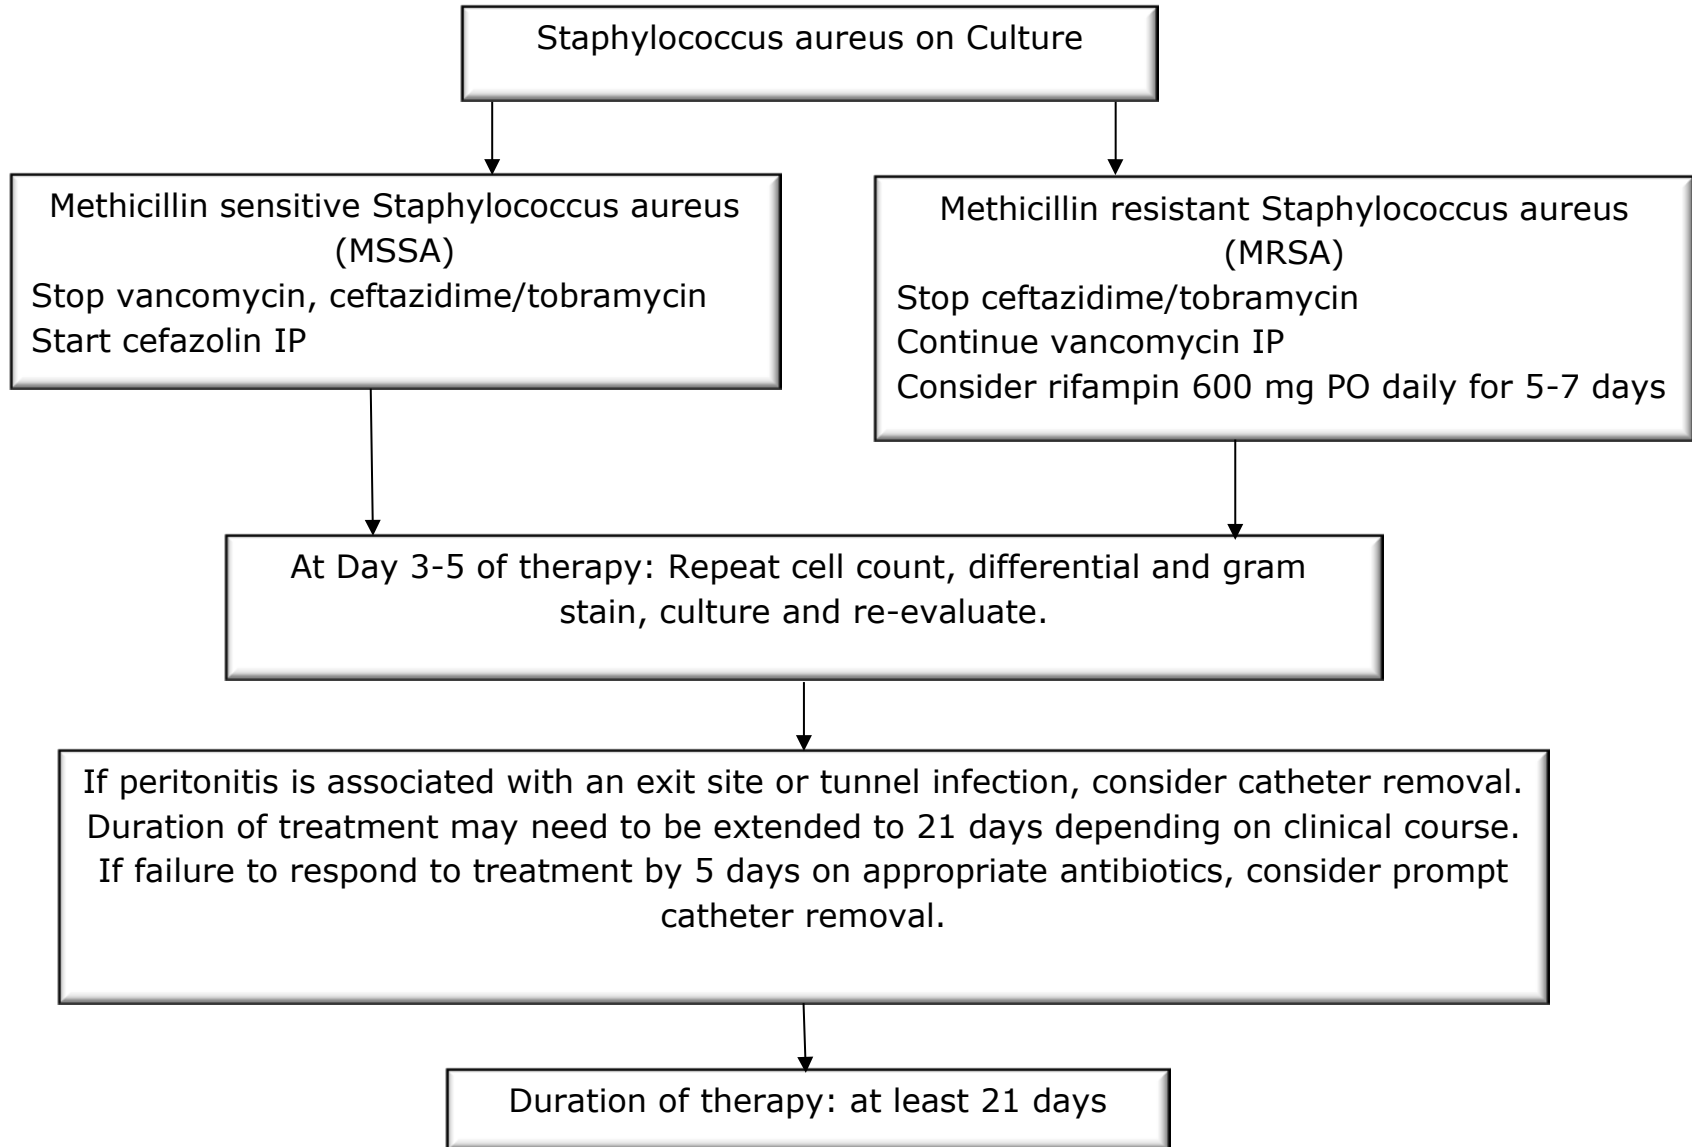 Staphylococcus aureus on Culture
Methicillin sensitive Staphylococcus aureus
(MSSA)
Stop vancomycin, ceftazidime/tobramycin
Start cefazolin IP
Methicillin resistant Staphylococcus aureus
(MRSA)
Stop ceftazidime/tobramycin
Continue vancomycin IP
Consider rifampin 600 mg PO daily for 5-7 days
At Day 3-5 of therapy: Repeat cell count, differential and gram
stain, culture and re-evaluate.
If peritonitis is associated with an exit site or tunnel infection, consider catheter removal.
Duration of treatment may need to be extended to 21 days depending on clinical course.
If failure to respond to treatment by 5 days on appropriate antibiotics, consider prompt
catheter removal.
Duration of therapy: at least 21 days